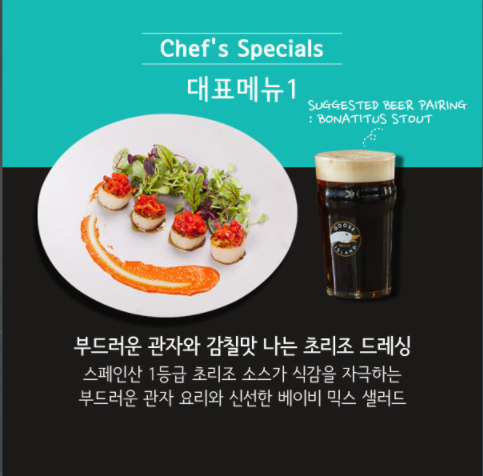 Chef's Specials
대표메뉴1
SUGGESTED BEER PAIRING
: BONATITUS STOUT
GOOSE
ISLAND
부드러운 관자와 감칠맛 나는 초리조 드레싱
스페인산 1등급 초리조 소스가 식감을 자극하는
부드러운 관자 요리와 신선한 베이비 믹스 샐러드